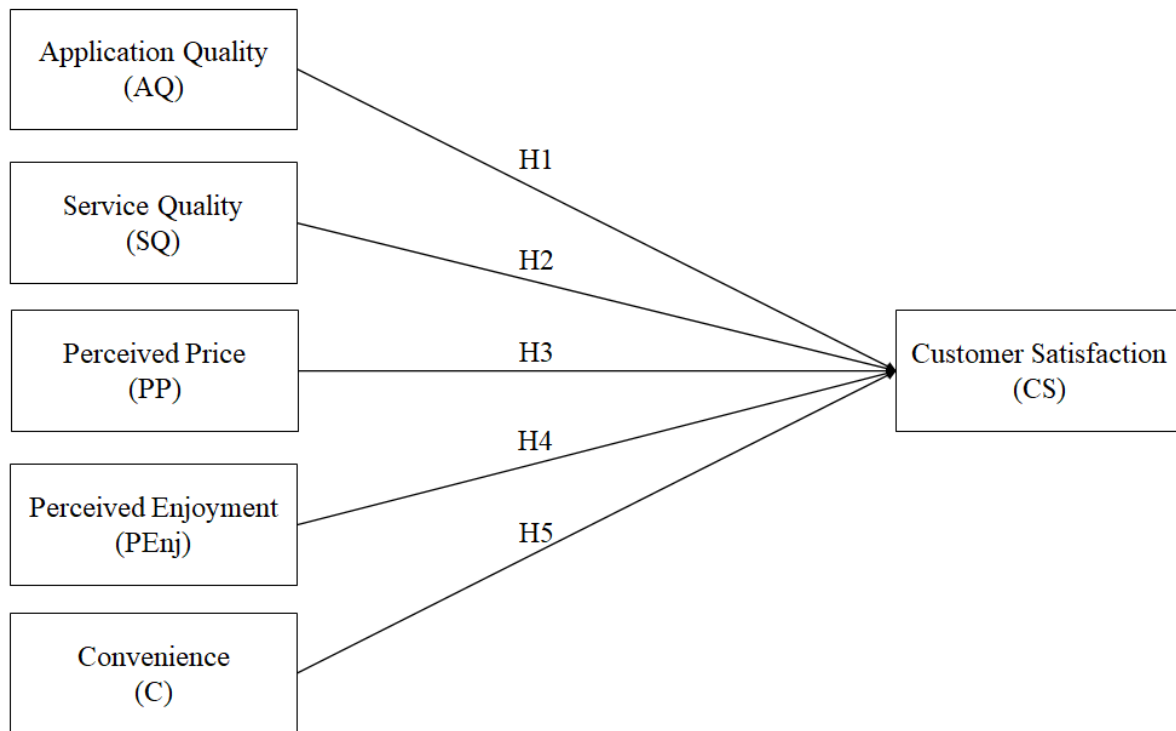 Application Quality
(AQ)
H1
Service Quality
(SQ)
H2
Perceived Price
(PP)
H3
Customer Satisfaction
(CS)
H4
Perceived Enjoyment
(PEnj)
H5
Convenience
(C)